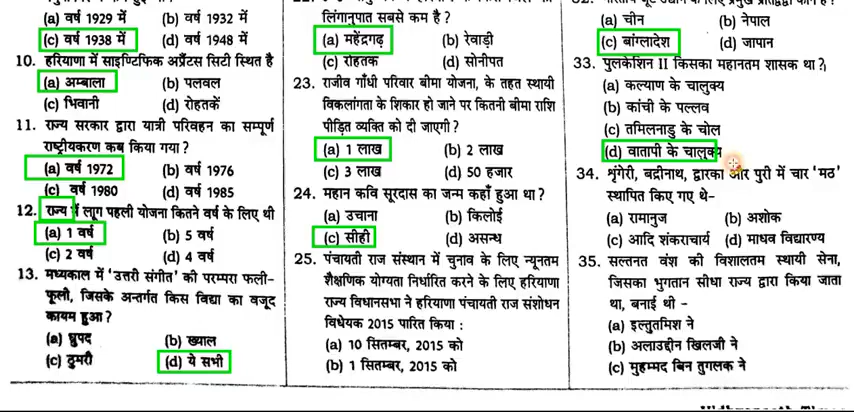 (a) वर्ष 1929 में (b) वर्ष 1932 में
(c) वर्ष 1938 में (d) वर्ष 1948 में
10. हरियाणा में साइण्टिफिक अप्रैंटस सिटी स्थित है
(a) अम्बाला (b) पलवल
(c) भिवानी (d) रोहतक
11. राज्य सरकार द्वारा यात्री परिवहन का सम्पूर्ण
राष्ट्रीयकरण कब किया गया ?
(a) वर्ष 1972 (b) वर्ष 1976
(c) वर्ष 1980 (d) वर्ष 1985
12. राज्य में लागू पहली योजना कितने वर्ष के लिए थी
(a) 1 वर्ष (b) 5 वर्ष
(c) 2 वर्ष (d) 4 वर्ष
13. मध्यकाल में 'उत्तरी संगीत' की परम्परा फली-
फूली, जिसके अन्तर्गत किस विद्या का वजूद
कायम हुआ ?
(a) ध्रुपद (b) ख्याल
(c) ठुमरी (d) ये सभी
लिंगानुपात सबसे कम है ?
(a) महेंद्रगढ़ (b) रेवाड़ी
(c) रोहतक (d) सोनीपत
23. राजीव गाँधी परिवार बीमा योजना, के तहत स्थायी
विकलांगता के शिकार हो जाने पर कितनी बीमा राशि
पीड़ित व्यक्ति को दी जाएगी ?
(a) 1 लाख (b) 2 लाख
(c) 3 लाख (d) 50 हजार
24. महान कवि सूरदास का जन्म कहाँ हुआ था ?
(a) उचाना (b) किलोई
(c) सीही (d) असन्ध
25. पंचायती राज संस्थान में चुनाव के लिए न्यूनतम
शैक्षणिक योग्यता निर्धारित करने के लिए हरियाणा
राज्य विधानसभा ने हरियाणा पंचायती राज संशोधन
विधेयक 2015 पारित किया :
(a) 10 सितम्बर, 2015 को
(b) 1 सितम्बर, 2015 को
(a) चीन (b) नेपाल
(c) बांग्लादेश (d) जापान
33. पुलकेशिन II किसका महानतम शासक था ?
(a) कल्याण के चालुक्य
(b) कांची के पल्लव
(c) तमिलनाडु के चोल
(d) वातापी के चालुक्य
34. शृंगेरी, बद्रीनाथ, द्वारका और पुरी में चार 'मठ'
स्थापित किए गए थे-
(a) रामानुज (b) अशोक
(c) आदि शंकराचार्य (d) माधव विद्यारण्य
35. सल्तनत वंश की विशालतम स्थायी सेना,
जिसका भुगतान सीधा राज्य द्वारा किया जाता
था, बनाई थी -
(a) इल्तुतमिश ने
(b) अलाउद्दीन खिलजी ने
(c) मुहम्मद बिन तुगलक ने